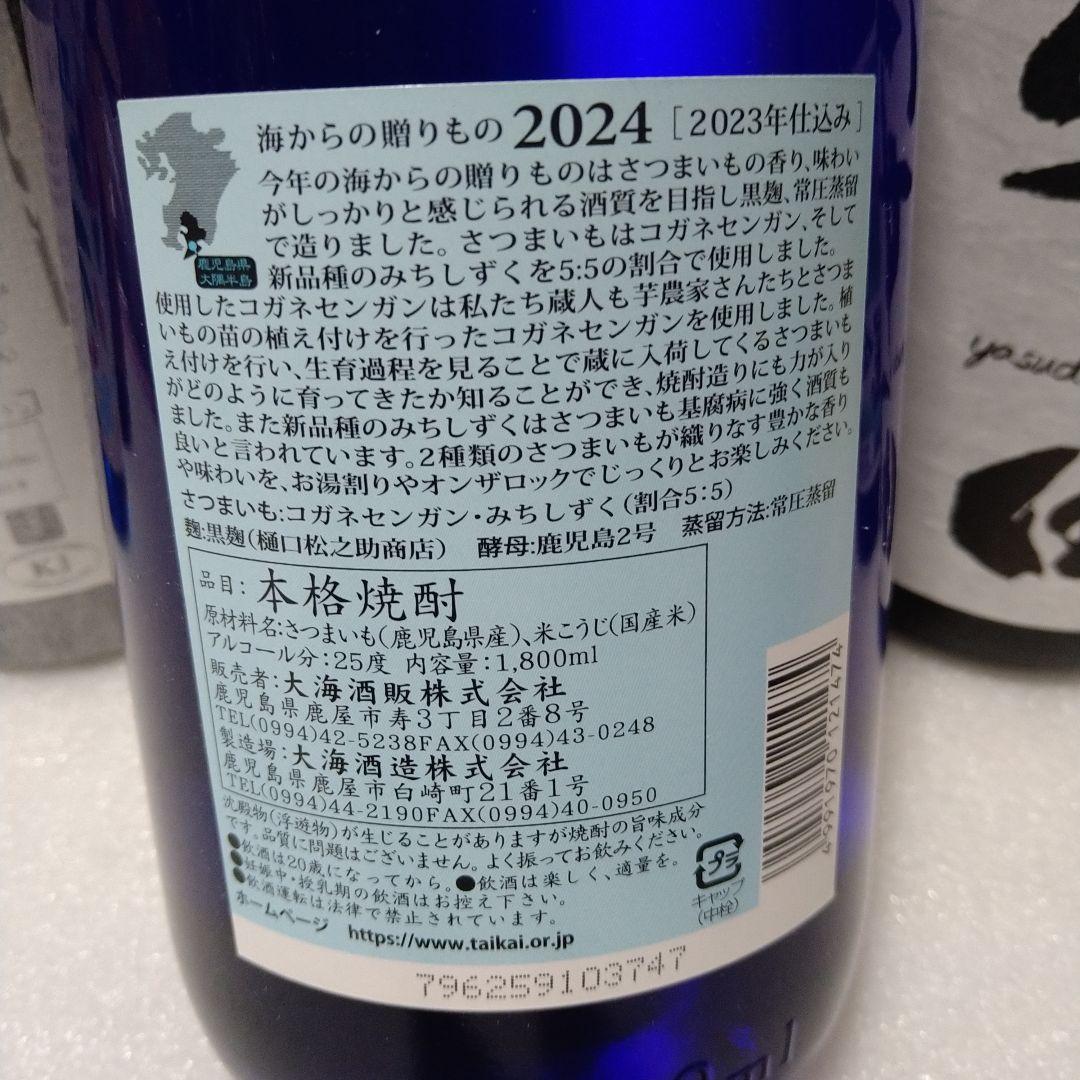 海からの贈りもの 2024 [2023年仕込み]
今年の海からの贈りものはさつまいもの香り、味わい
がしっかりと感じられる酒質を目指し黒麹、常圧蒸留
で造りました。さつまいもはコガネセンガン、そして
新品種のみちしずくを5:5の割合で使用しました。
鹿児島県
大隅半島
使用したコガネセンガンは私たち蔵人も芋農家さんたちとさつま
いもの苗の植え付けを行ったコガネセンガンを使用しました。植
え付けを行い、生育過程を見ることで蔵に入荷してくるさつまいも
がどのように育ってきたか知ることができ、焼酎造りにも力が入り
ました。また新品種のみちしずくはさつまいも基腐病に強く酒質も
良いと言われています。2種類のさつまいもが織りなす豊かな香り
や味わいを、お湯割りやオンザロックでじっくりとお楽しみください。
さつまいも:コガネセンガン・みちしずく(割合5:5)
麹:黒麹(樋口松之助商店) 酵母:鹿児島2号 蒸留方法:常圧蒸留
品目:本格焼酎
原材料名:さつまいも(鹿児島県産)、米こうじ(国産米)
アルコール分:25度 内容量:1,800ml
販売者:大海酒販株式会社
鹿児島県鹿屋市寿3丁目2番8号
TEL(0994)42-5238FAX(0994)43-0248
製造場:大海酒造株式会社
鹿児島県鹿屋市白崎町21番1号
TEL(0994)44-2190FAX(0994)40-0950
沈殿物(浮遊物)が生じることがありますが焼酎の旨味成分
です。品質に問題はございません。よく振ってお飲みください。
●飲酒は20歳になってから。●飲酒は楽しく、適量を。
●妊娠中・授乳期の飲酒はお控え下さい。
●飲酒運転は法律で禁止されています。
ホームページ https://www.taikai.or.jp
プラ
キャップ
(中栓)
4991970121474
796259103747
yasud
KJ